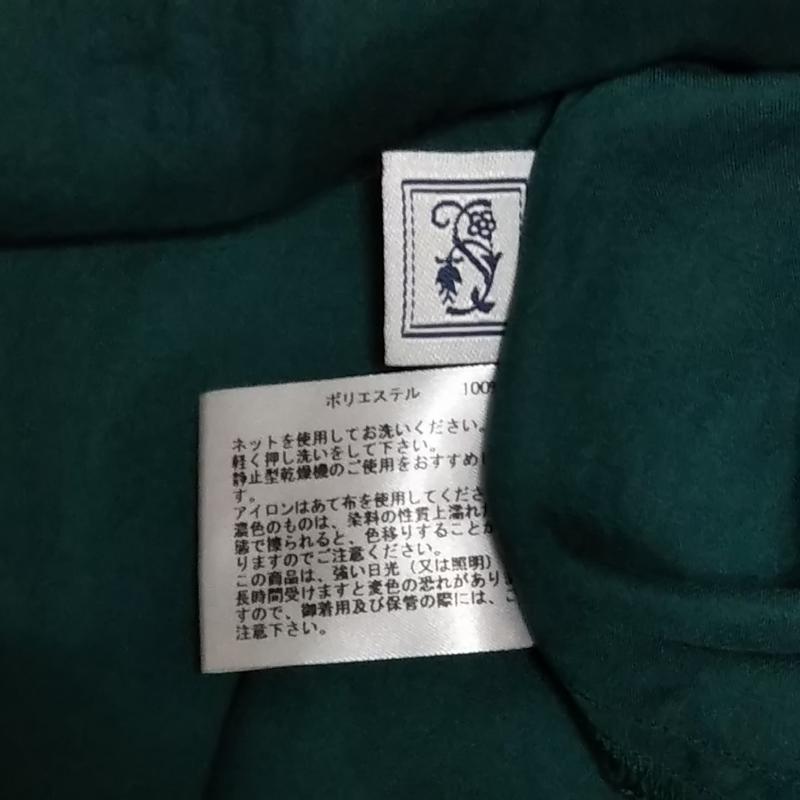 ポリエステル 100%
ネットを使用してお洗いください。
軽く押し洗いをして下さい。
静止型乾燥機のご使用をおすすめし
す。
アイロンはあて布を使用してくださ
濃色のものは、染料の性質上濡れた
態で擦られると、色移りすることが
りますのでご注意ください。
この商品は、強い日光（又は照明）
長時間受けますと変色の恐れがありま
すので、御着用及び保管の際には、ご
注意下さい。